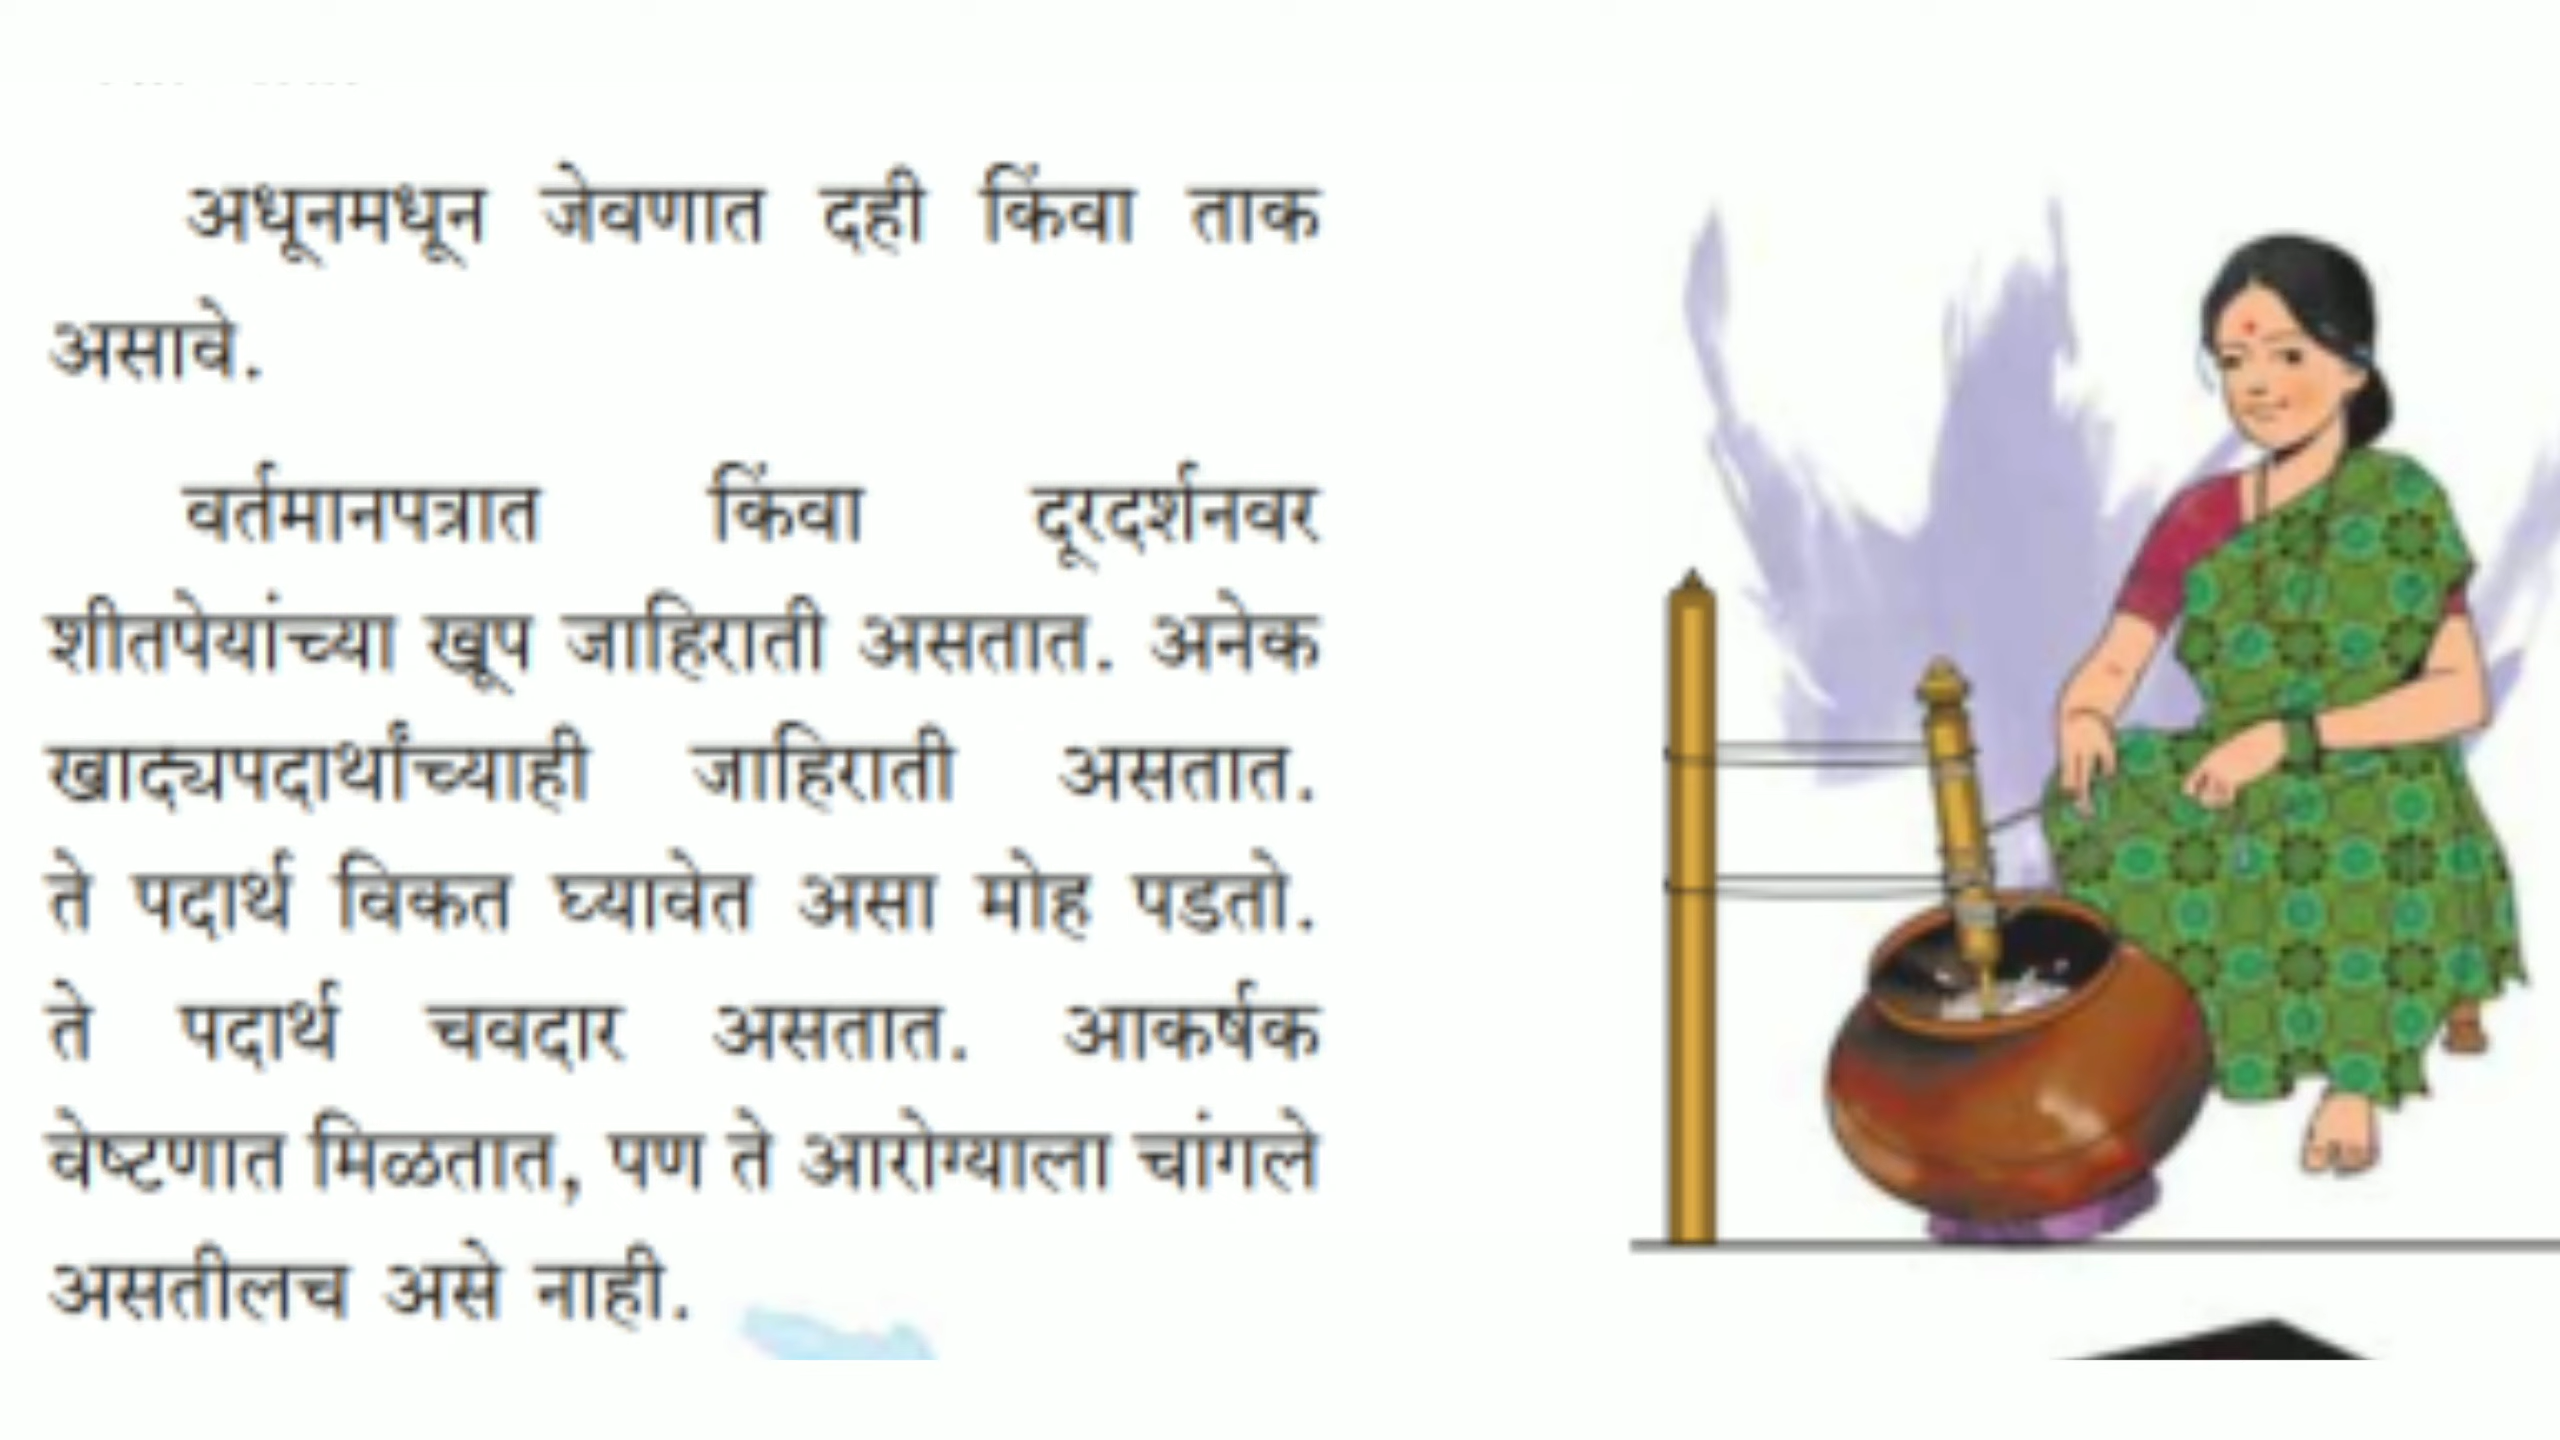 अधूनमधून जेवणात दही किंवा ताक
असावे.
वर्तमानपत्रात किंवा दूरदर्शनवर
शीतपेयांच्या खूप जाहिराती असतात. अनेक
खाद्यपदार्थांच्याही जाहिराती असतात.
ते पदार्थ विकत घ्यावेत असा मोह पडतो.
ते पदार्थ चवदार असतात. आकर्षक
वेष्टणात मिळतात, पण ते आरोग्याला चांगले
असतीलच असे नाही.